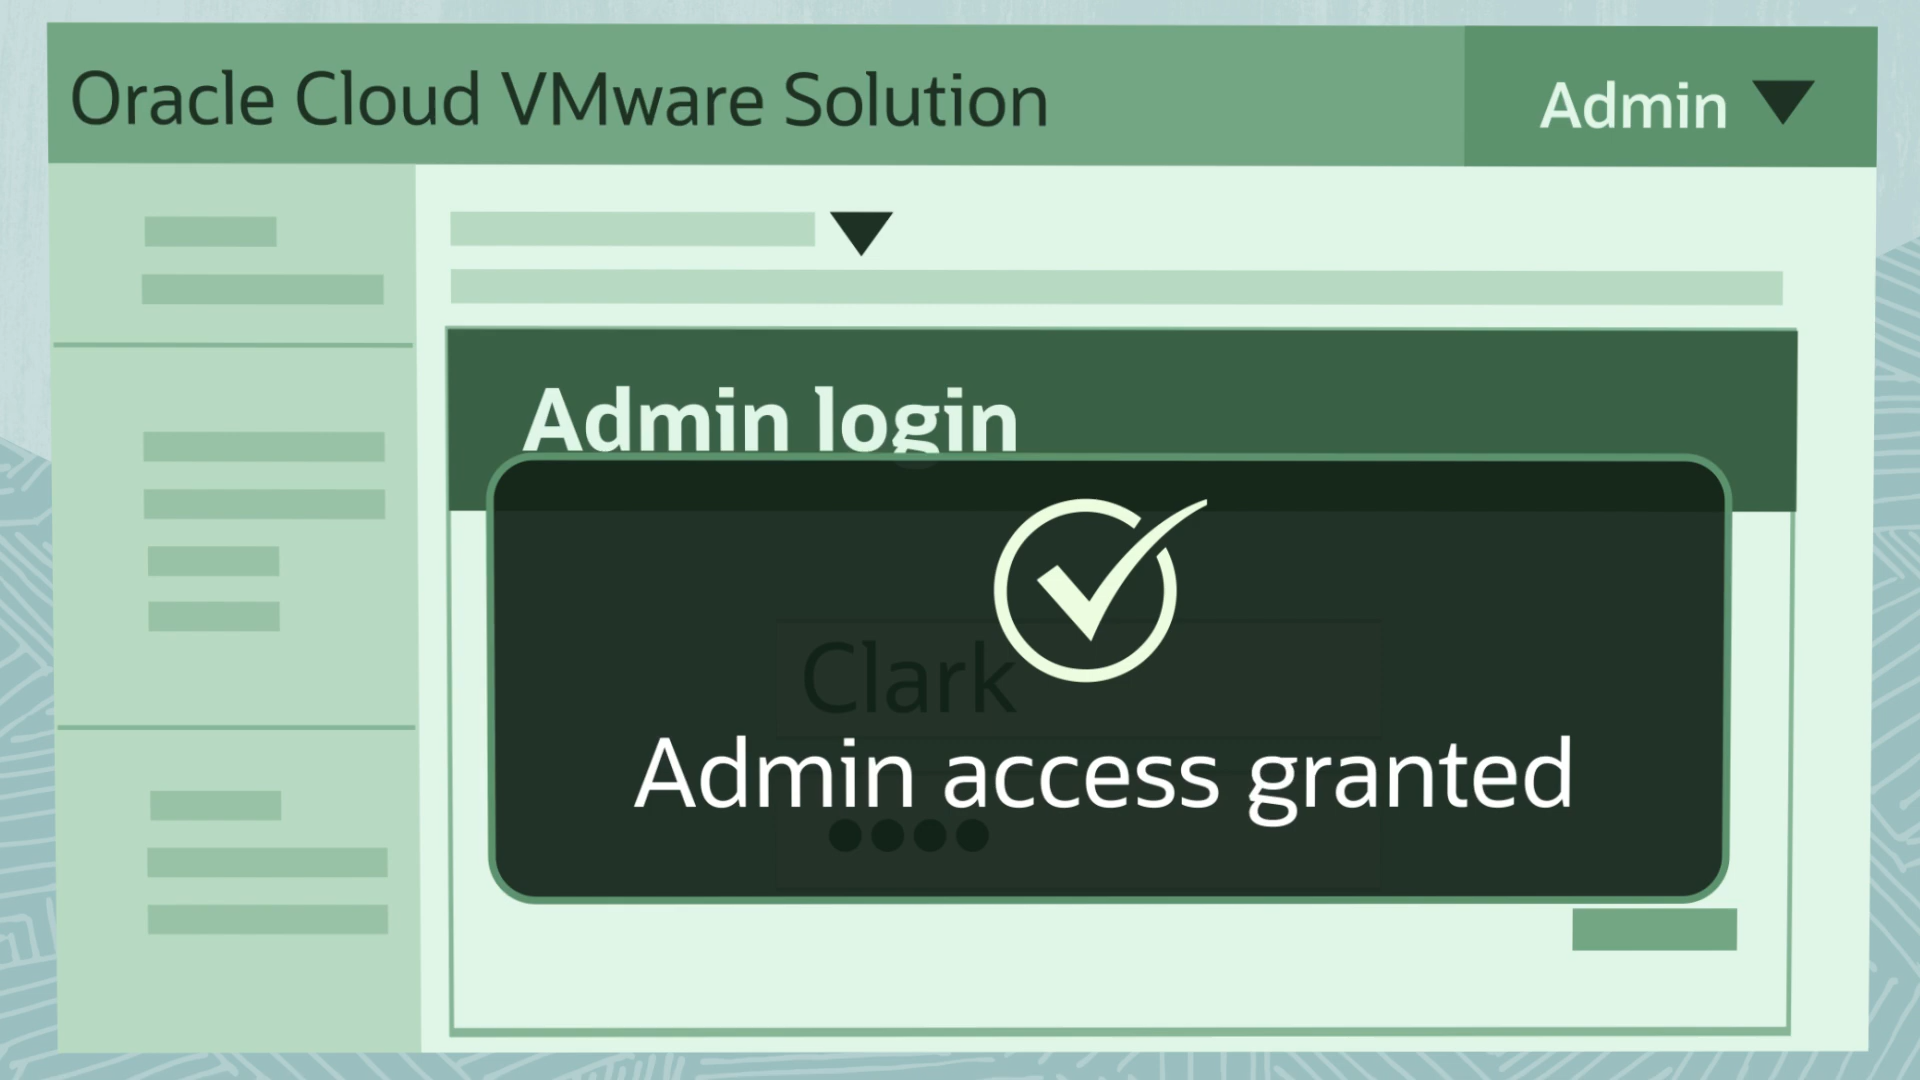 Oracle Cloud VMware Solution
Admin
Admin login
Clark
Admin access granted